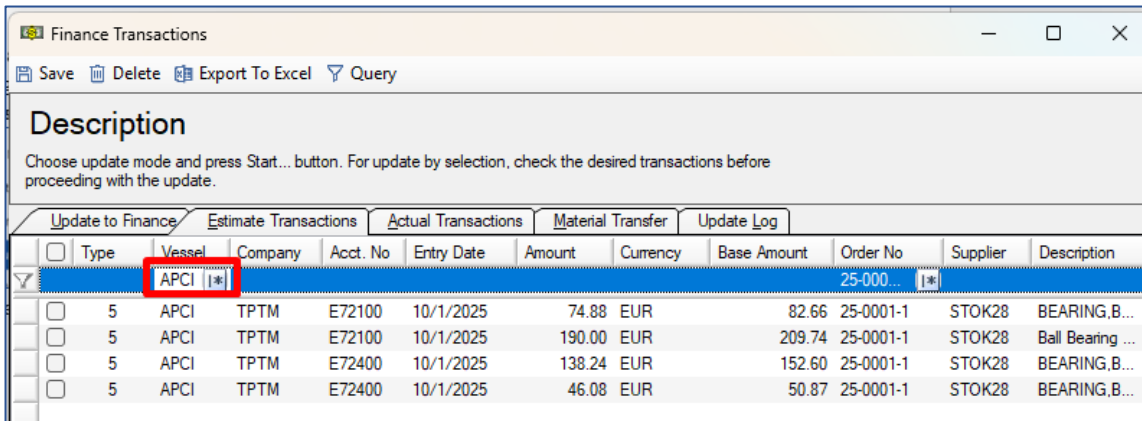 Finance Transactions
Save Delete Export To Excel Query
Description
Choose update mode and press Start... button. For update by selection, check the desired transactions before
proceeding with the update.
Update to Finance Estimate Transactions Actual Transactions Material Transfer Update Log
Type Vessel Company Acct. No Entry Date Amount Currency Base Amount Order No Supplier Description
APCI |* 25-000... |*
5 APCI TPTM E72100 10/1/2025 74.88 EUR 82.66 25-0001-1 STOK28 BEARING,B...
5 APCI TPTM E72100 10/1/2025 190.00 EUR 209.74 25-0001-1 STOK28 Ball Bearing ...
5 APCI TPTM E72400 10/1/2025 138.24 EUR 152.60 25-0001-1 STOK28 BEARING,B...
5 APCI TPTM E72400 10/1/2025 46.08 EUR 50.87 25-0001-1 STOK28 BEARING,B...